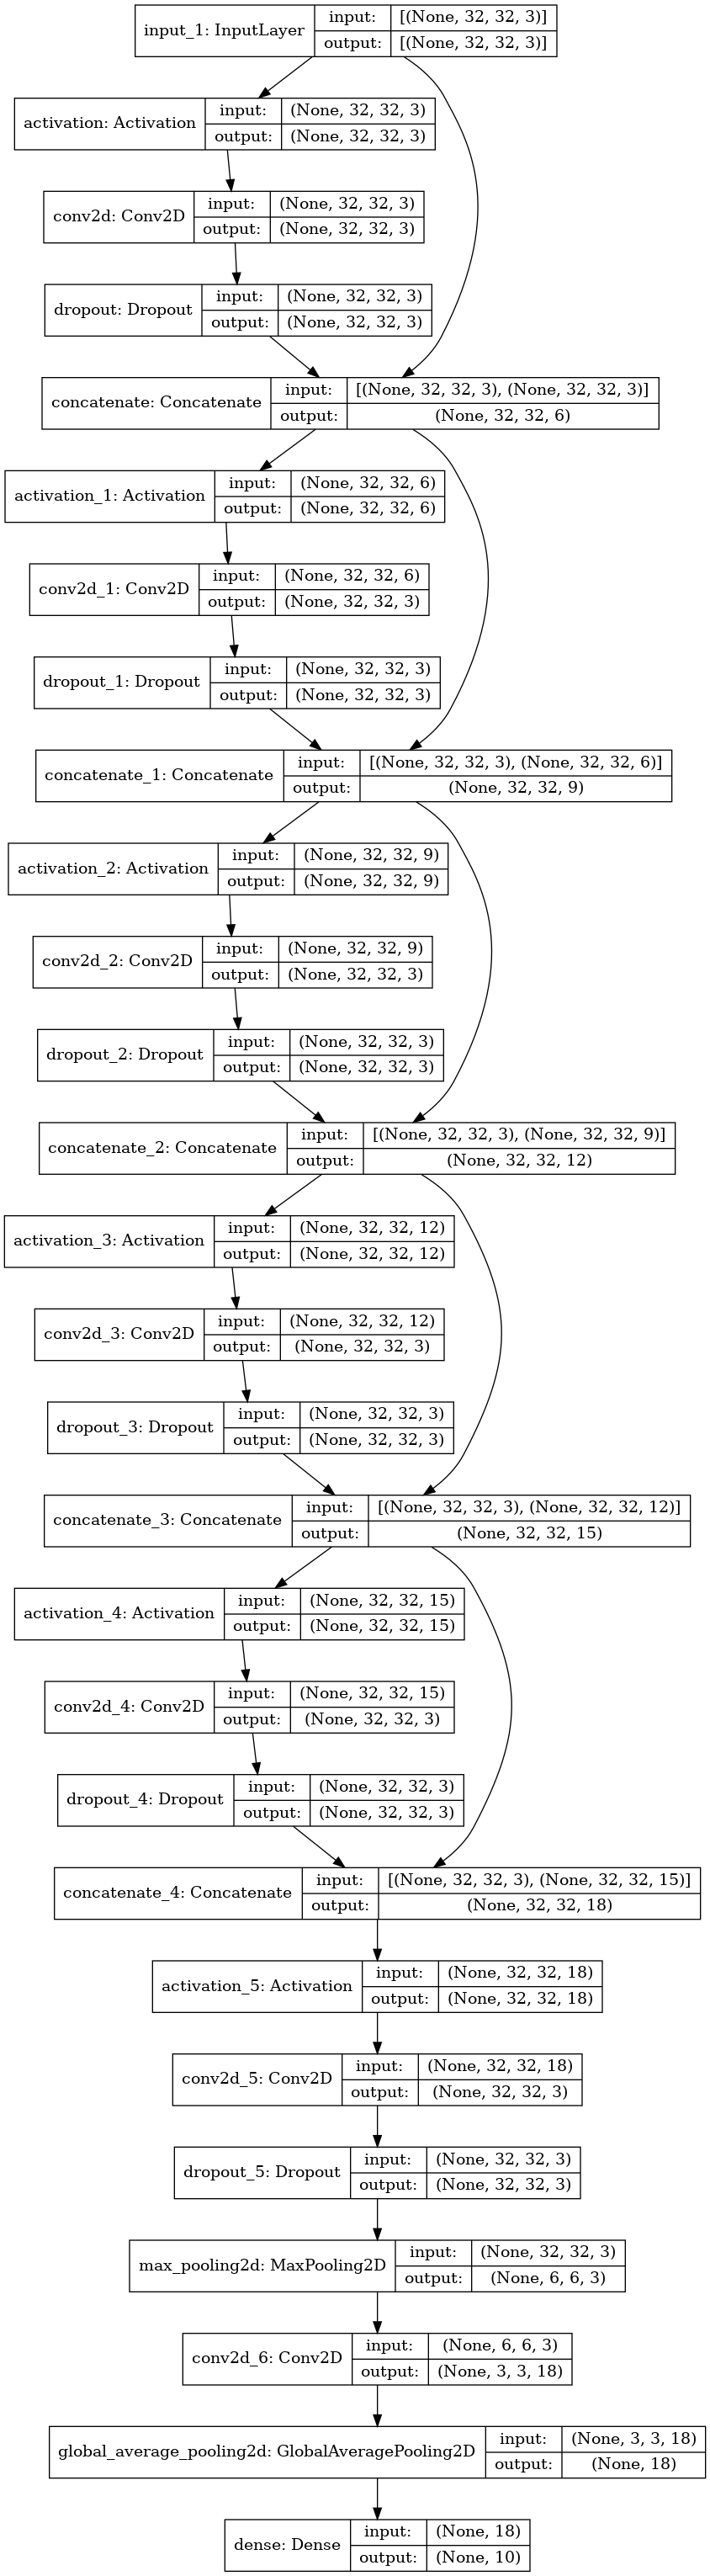 input_1: InputLayer
input:
[(None, 32, 32, 3)]
output:
[(None, 32, 32, 3)]
activation: Activation
input:
(None, 32, 32, 3)
output:
(None, 32, 32, 3)
conv2d: Conv2D
input:
(None, 32, 32, 3)
output:
(None, 32, 32, 3)
dropout: Dropout
input:
(None, 32, 32, 3)
output:
(None, 32, 32, 3)
concatenate: Concatenate
input:
[(None, 32, 32, 3), (None, 32, 32, 3)]
output:
(None, 32, 32, 6)
activation_1: Activation
input:
(None, 32, 32, 6)
output:
(None, 32, 32, 6)
conv2d_1: Conv2D
input:
(None, 32, 32, 6)
output:
(None, 32, 32, 3)
dropout_1: Dropout
input:
(None, 32, 32, 3)
output:
(None, 32, 32, 3)
concatenate_1: Concatenate
input:
[(None, 32, 32, 3), (None, 32, 32, 6)]
output:
(None, 32, 32, 9)
activation_2: Activation
input:
(None, 32, 32, 9)
output:
(None, 32, 32, 9)
conv2d_2: Conv2D
input:
(None, 32, 32, 9)
output:
(None, 32, 32, 3)
dropout_2: Dropout
input:
(None, 32, 32, 3)
output:
(None, 32, 32, 3)
concatenate_2: Concatenate
input:
[(None, 32, 32, 3), (None, 32, 32, 9)]
output:
(None, 32, 32, 12)
activation_3: Activation
input:
(None, 32, 32, 12)
output:
(None, 32, 32, 12)
conv2d_3: Conv2D
input:
(None, 32, 32, 12)
output:
(None, 32, 32, 3)
dropout_3: Dropout
input:
(None, 32, 32, 3)
output:
(None, 32, 32, 3)
concatenate_3: Concatenate
input:
[(None, 32, 32, 3), (None, 32, 32, 12)]
output:
(None, 32, 32, 15)
activation_4: Activation
input:
(None, 32, 32, 15)
output:
(None, 32, 32, 15)
conv2d_4: Conv2D
input:
(None, 32, 32, 15)
output:
(None, 32, 32, 3)
dropout_4: Dropout
input:
(None, 32, 32, 3)
output:
(None, 32, 32, 3)
concatenate_4: Concatenate
input:
[(None, 32, 32, 3), (None, 32, 32, 15)]
output:
(None, 32, 32, 18)
activation_5: Activation
input:
(None, 32, 32, 18)
output:
(None, 32, 32, 18)
conv2d_5: Conv2D
input:
(None, 32, 32, 18)
output:
(None, 32, 32, 3)
dropout_5: Dropout
input:
(None, 32, 32, 3)
output:
(None, 32, 32, 3)
max_pooling2d: MaxPooling2D
input:
(None, 32, 32, 3)
output:
(None, 6, 6, 3)
conv2d_6: Conv2D
input:
(None, 6, 6, 3)
output:
(None, 3, 3, 18)
global_average_pooling2d: GlobalAveragePooling2D
input:
(None, 3, 3, 18)
output:
(None, 18)
dense: Dense
input:
(None, 18)
output:
(None, 10)